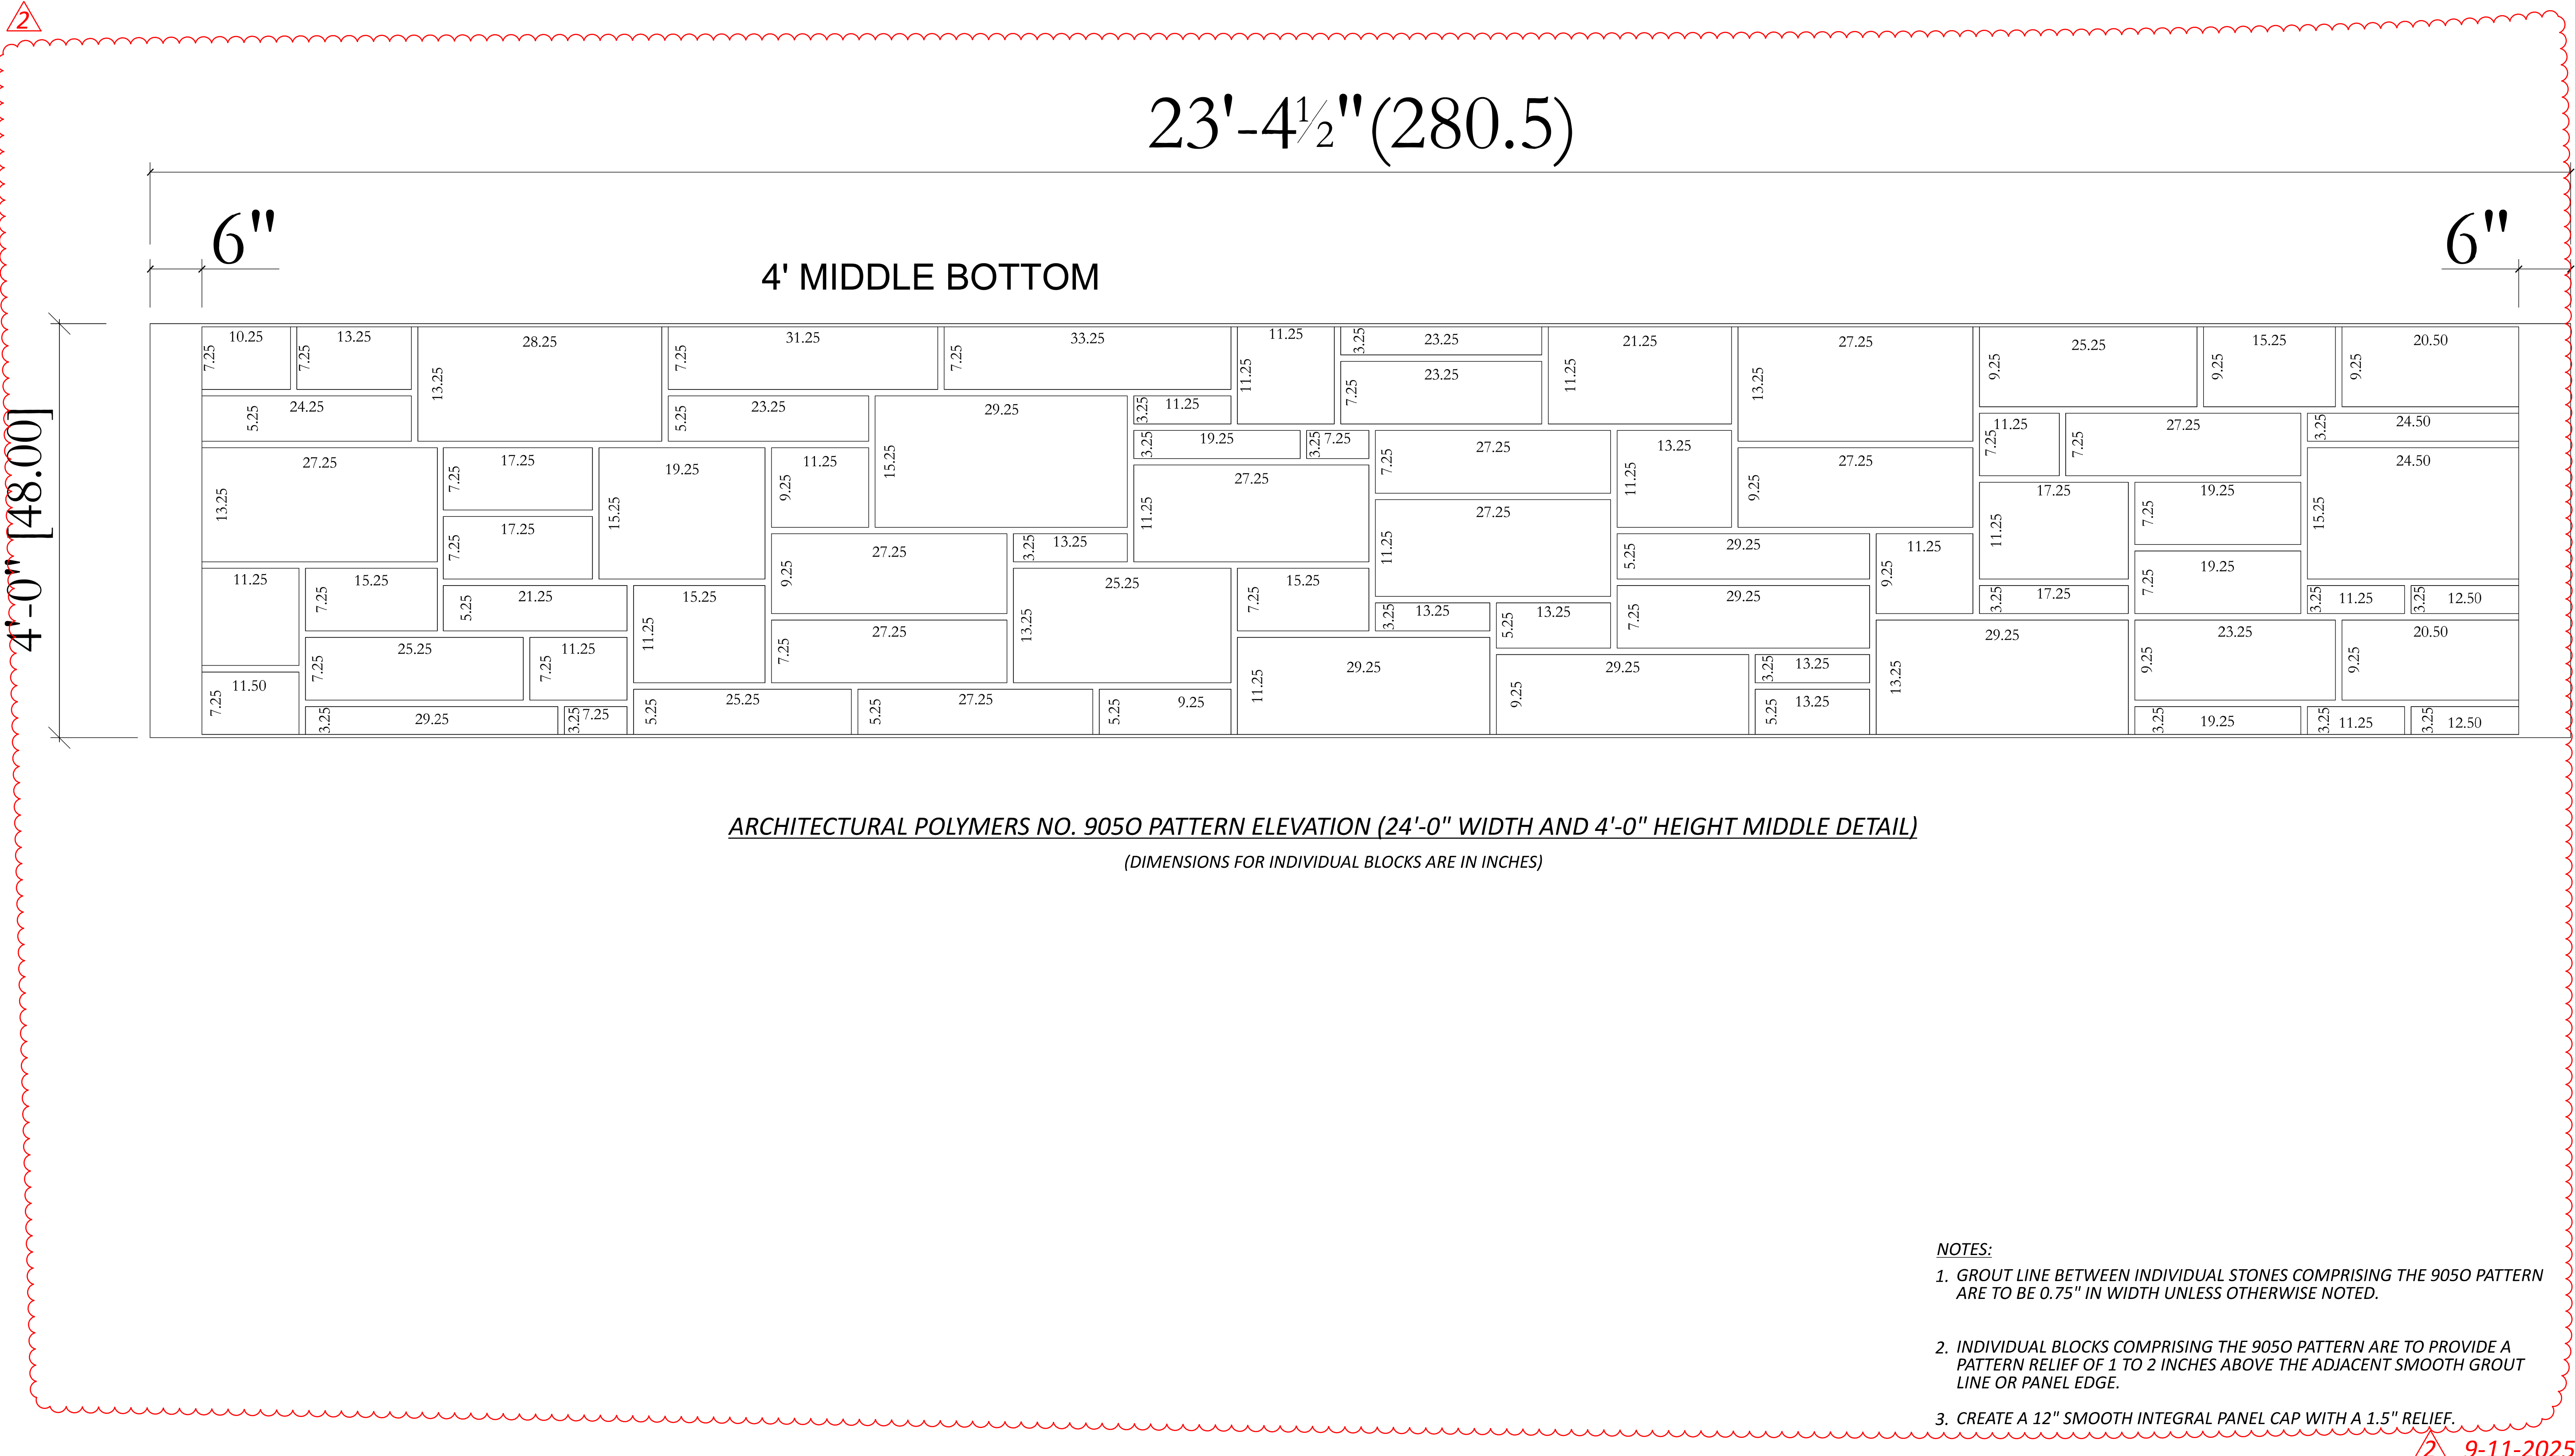 2
23'-4½"(280.5)
6"
6"
4' MIDDLE BOTTOM
4'-0" [48.00]
10.25 13.25 28.25 31.25 33.25 11.25 3.25 23.25 21.25 27.25 25.25 15.25 20.50
7.25 7.25 13.25 7.25 7.25 11.25 7.25 23.25 11.25 13.25 9.25 9.25 9.25
5.25 24.25 5.25 23.25 29.25 15.25 3.25 11.25 7.25 11.25 7.25 27.25 3.25 24.50
3.25 19.25 3.25 7.25 7.25 27.25 13.25 11.25
27.25 13.25 7.25 17.25 19.25 15.25 9.25 11.25 11.25 27.25 27.25 9.25 24.50 15.25
7.25 17.25 11.25 27.25 17.25 11.25 7.25 19.25
9.25 27.25 3.25 13.25 5.25 29.25 11.25 9.25 7.25 19.25
11.25 7.25 15.25 5.25 21.25 15.25 11.25 25.25 13.25 7.25 15.25 7.25 29.25 3.25 17.25 3.25 11.25 3.25 12.50
3.25 13.25 5.25 13.25
7.25 25.25 7.25 11.25 7.25 27.25 29.25 11.25 29.25 9.25 3.25 13.25 29.25 13.25 9.25 23.25 9.25 20.50
11.50 7.25 5.25 25.25 5.25 27.25 5.25 9.25 5.25 13.25
3.25 29.25 3.25 7.25 3.25 19.25 3.25 11.25 3.25 12.50
ARCHITECTURAL POLYMERS NO. 905O PATTERN ELEVATION (24'-0" WIDTH AND 4'-0" HEIGHT MIDDLE DETAIL)
(DIMENSIONS FOR INDIVIDUAL BLOCKS ARE IN INCHES)
NOTES:
1. GROUT LINE BETWEEN INDIVIDUAL STONES COMPRISING THE 905O PATTERN
ARE TO BE 0.75" IN WIDTH UNLESS OTHERWISE NOTED.
2. INDIVIDUAL BLOCKS COMPRISING THE 905O PATTERN ARE TO PROVIDE A
PATTERN RELIEF OF 1 TO 2 INCHES ABOVE THE ADJACENT SMOOTH GROUT
LINE OR PANEL EDGE.
3. CREATE A 12" SMOOTH INTEGRAL PANEL CAP WITH A 1.5" RELIEF.
2 9-11-2025